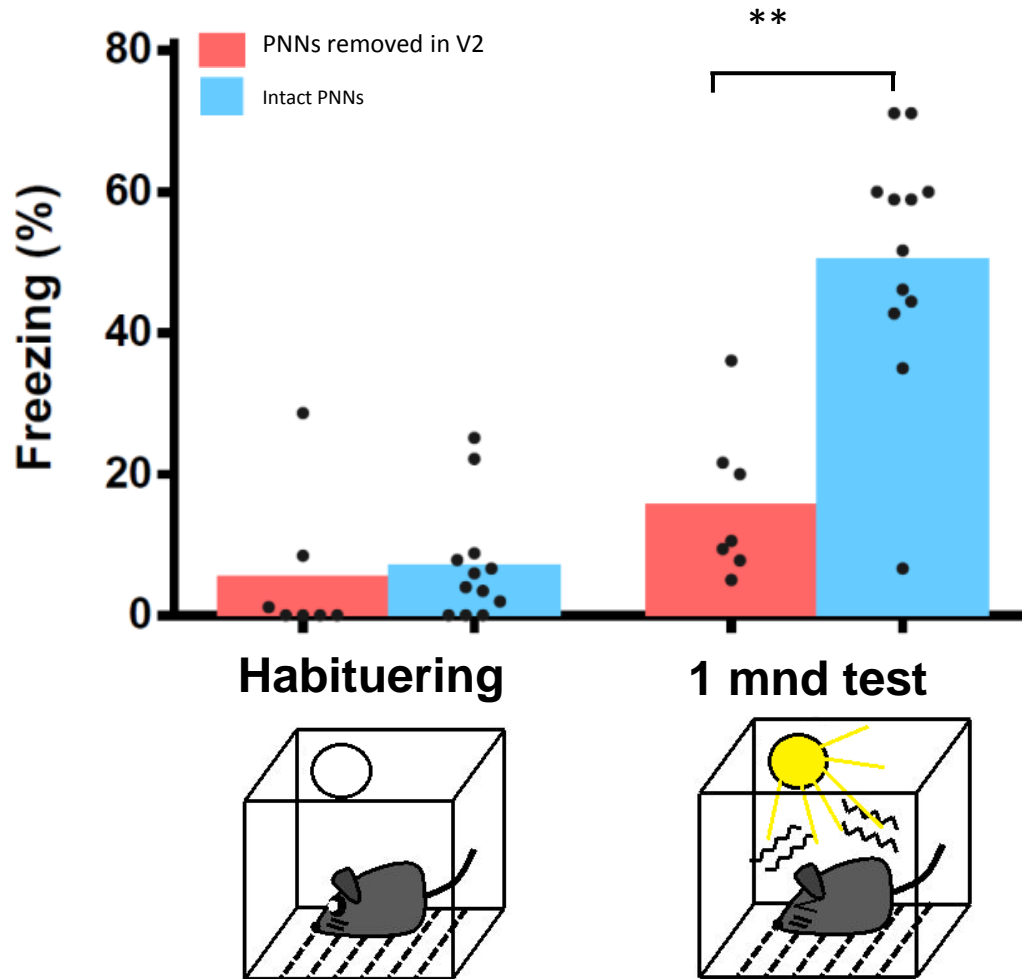 **
PNNs removed in V2
Intact PNNs
Freezing (%)
80
60
40
20
0
Habituering
1 mnd test